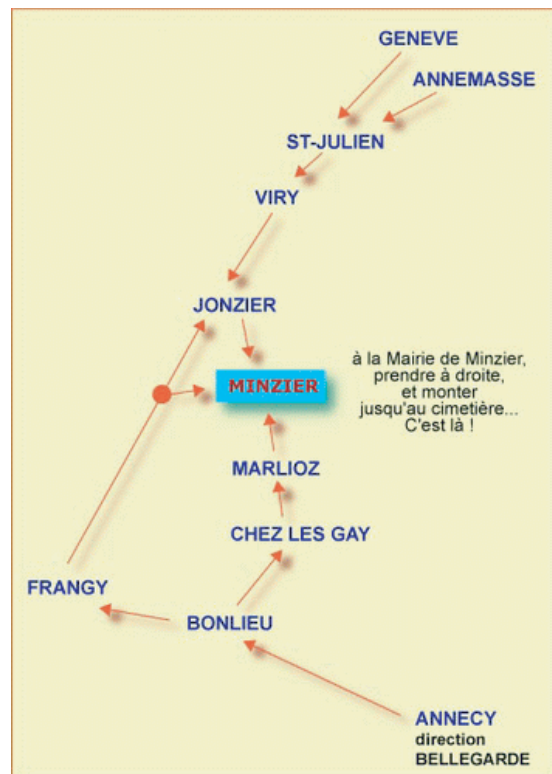 GENEVE
ANNEMASSE
ST-JULIEN
VIRY
JONZIER
MINZIER
à la Mairie de Minzier,
prendre à droite,
et monter
jusqu'au cimetière...
C'est là !
MARLIOZ
CHEZ LES GAY
FRANGY
BONLIEU
ANNECY
direction
BELLEGARDE